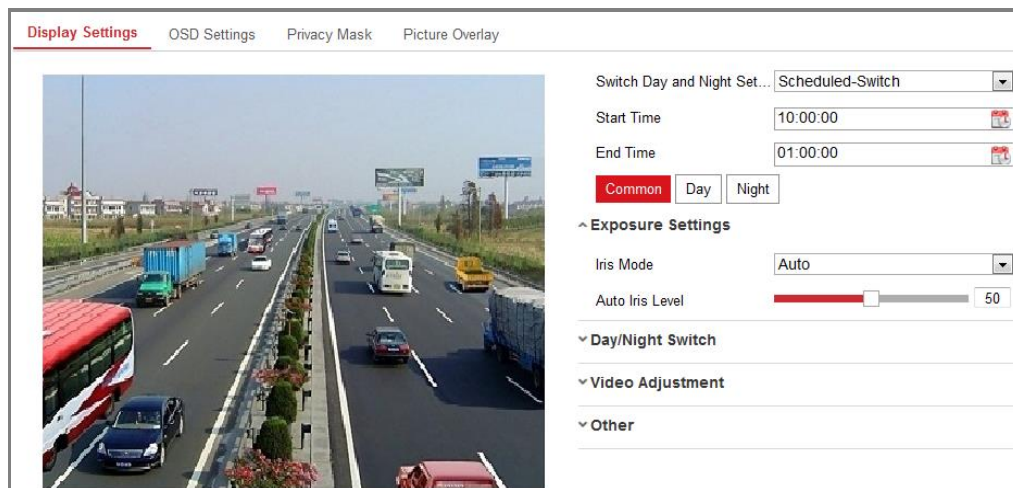 Display Settings OSD Settings Privacy Mask Picture Overlay
Switch Day and Night Set... Scheduled-Switch
Start Time 10:00:00
End Time 01:00:00
Common Day Night
Exposure Settings
Iris Mode Auto
Auto Iris Level 50
Day/Night Switch
Video Adjustment
Other